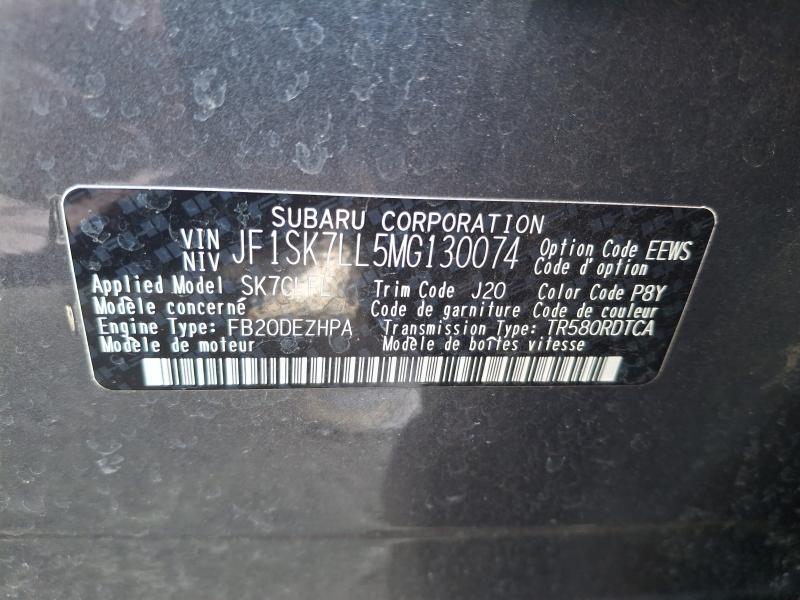 SUBARU CORPORATION
VIN
NIV JF1SK7LL5MG130074 Option Code EEWS
Code d'option
Applied Model Trim Code J20 Color Code P8Y
Modèle concerné Code de garniture Code de couleur
Engine Type: FB20DEZHPA Transmission Type: TR580RDTCA
Modèle de moteur Modèle de boîtes vitesse